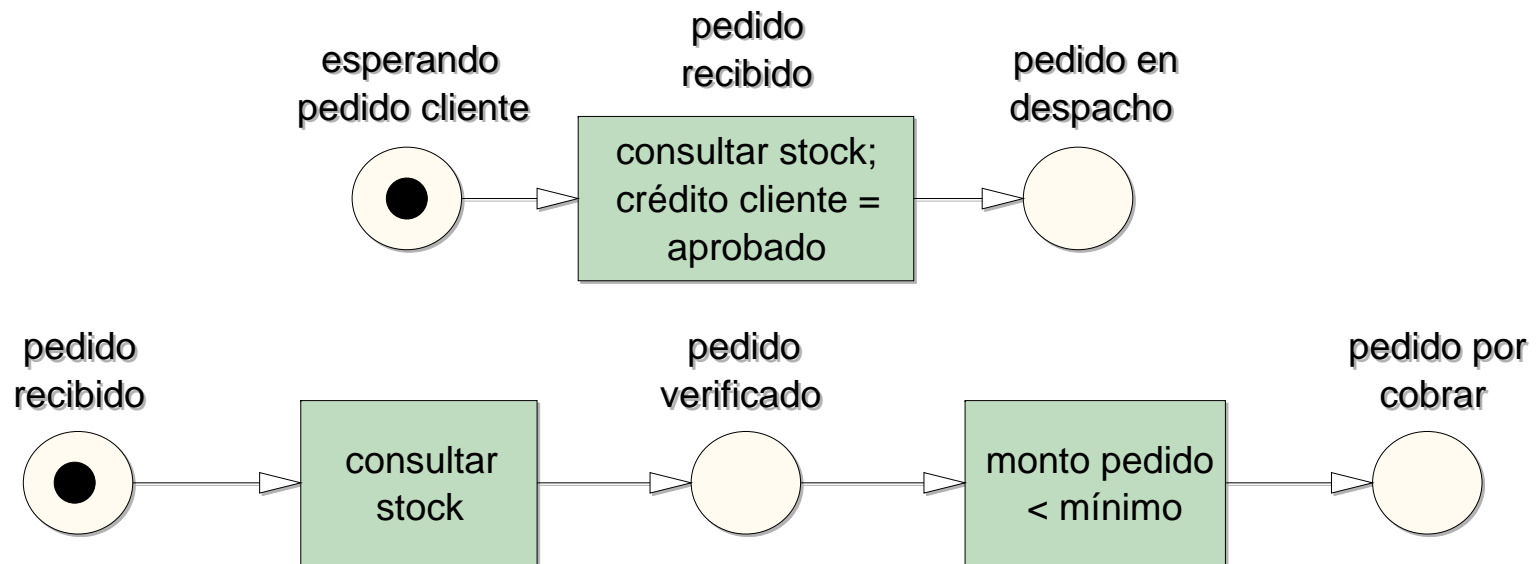 esperando
pedido cliente
pedido
recibido
pedido en
despacho
consultar stock;
crédito cliente =
aprobado
pedido
recibido
consultar
stock
pedido
verificado
monto pedido
< mínimo
pedido por
cobrar